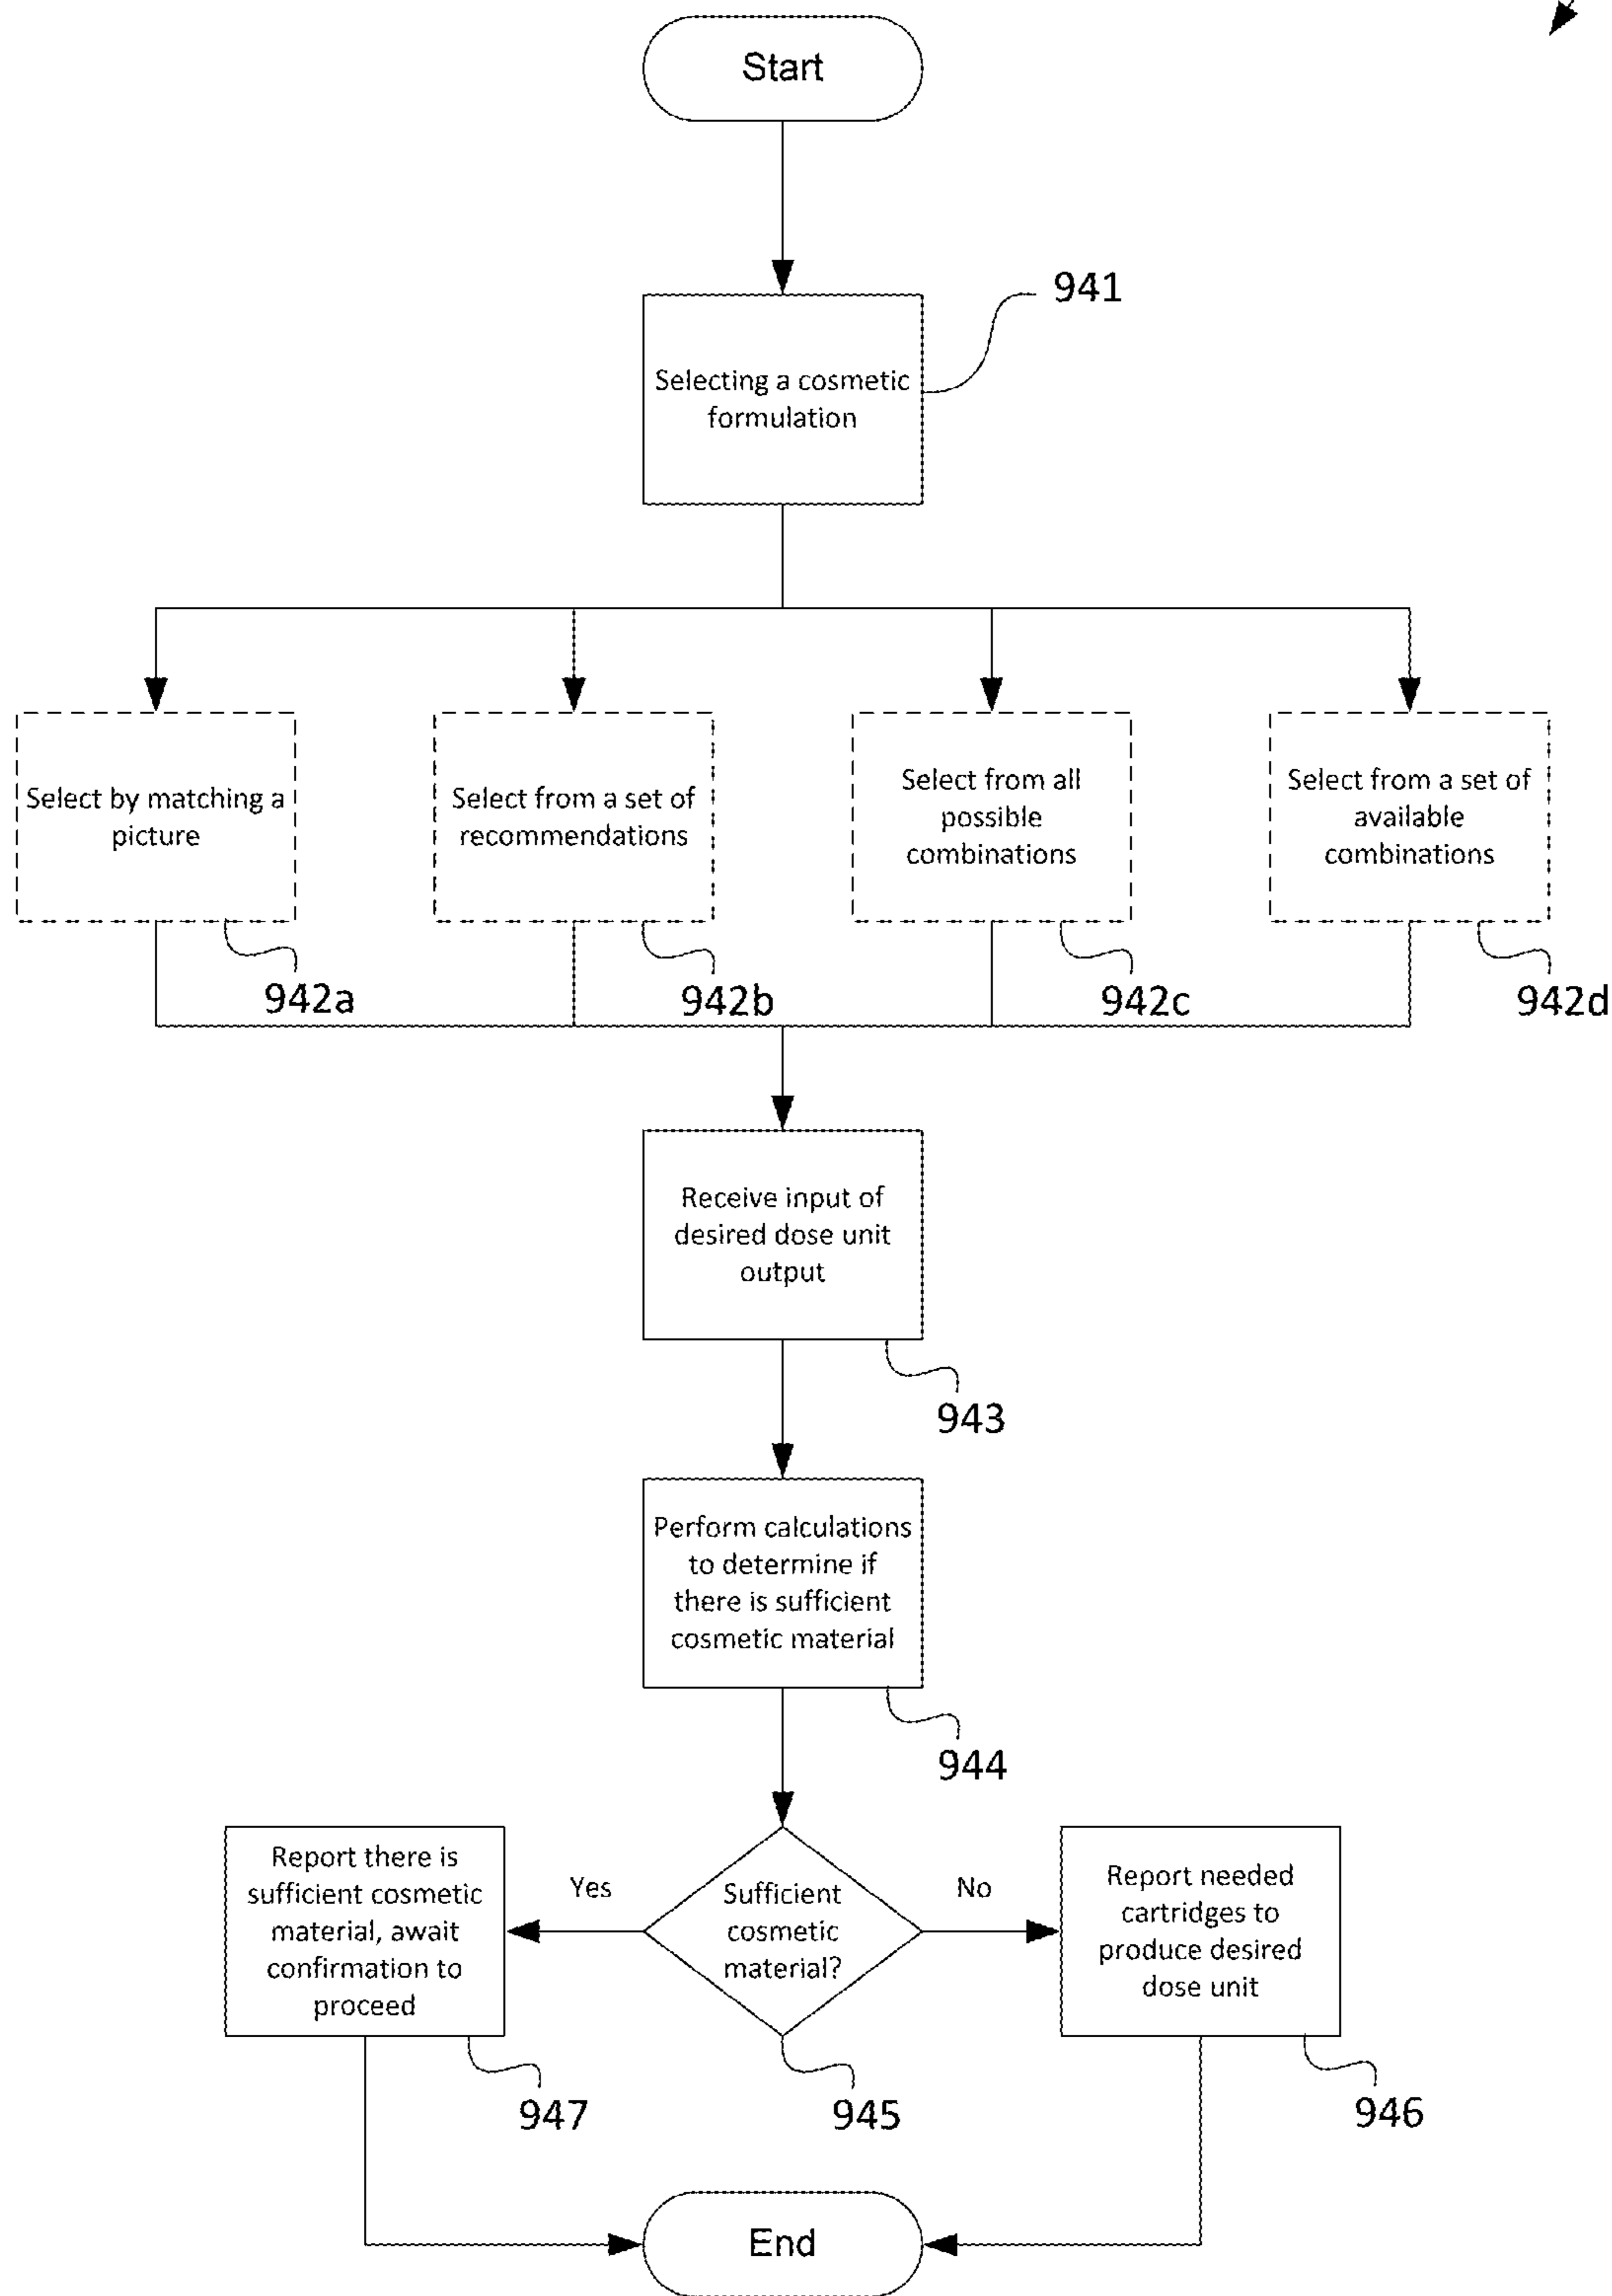 Start
941
Selecting a cosmetic
formulation
Select by matching a
picture
Select from a set of
recommendations
Select from all
possible
combinations
Select from a set of
available
combinations
942a
942b
942c
942d
Receive input of
desired dose unit
output
943
Perform calculations
to determine if
there is sufficient
cosmetic material
944
Report there is
sufficient cosmetic
material, await
confirmation to
proceed
Yes
Sufficient
cosmetic
material?
No
Report needed
cartridges to
produce desired
dose unit
947
945
946
End